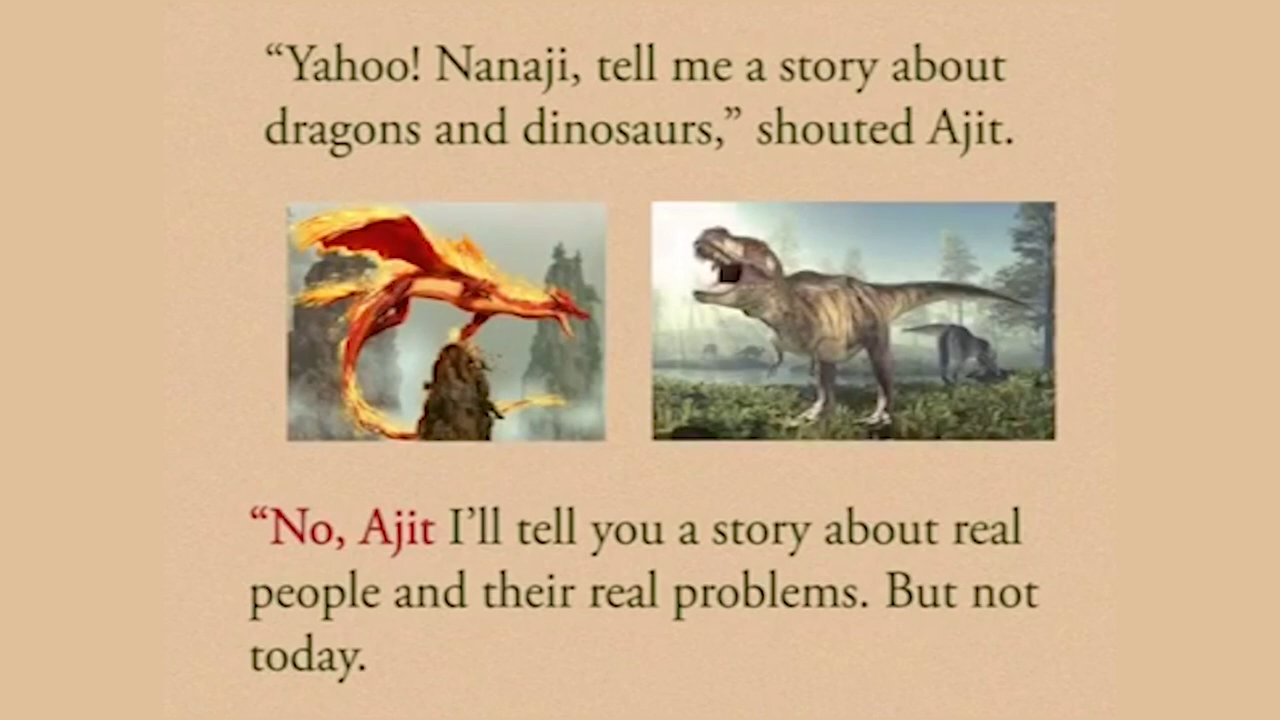 “Yahoo! Nanaji, tell me a story about
dragons and dinosaurs,” shouted Ajit.
“No, Ajit I’ll tell you a story about real
people and their real problems. But not
today.